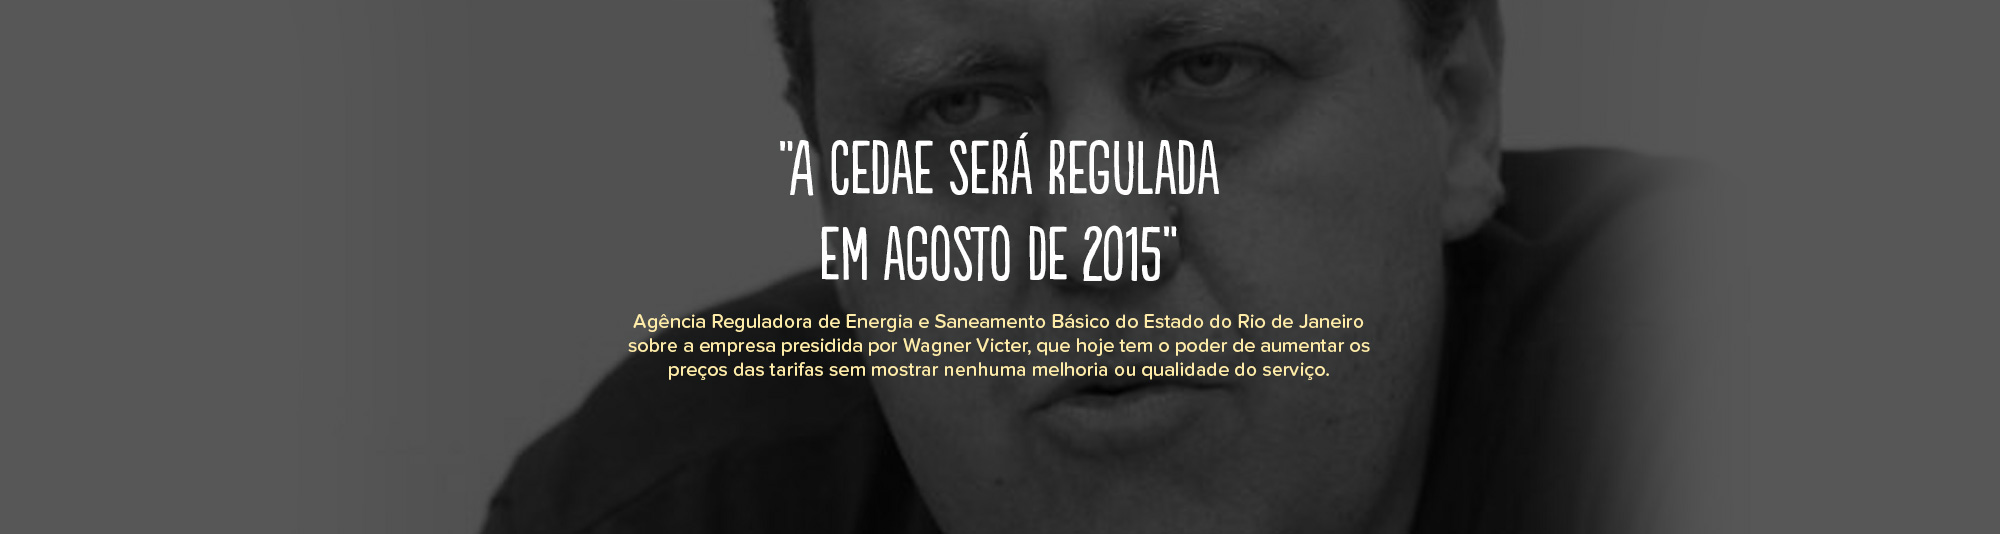 "A CEDAE SERÁ REGULADA
EM AGOSTO DE 2015"
Agência Reguladora de Energia e Saneamento Básico do Estado do Rio de Janeiro
sobre a empresa presidida por Wagner Victer, que hoje tem o poder de aumentar os
preços das tarifas sem mostrar nenhuma melhoria ou qualidade do serviço.